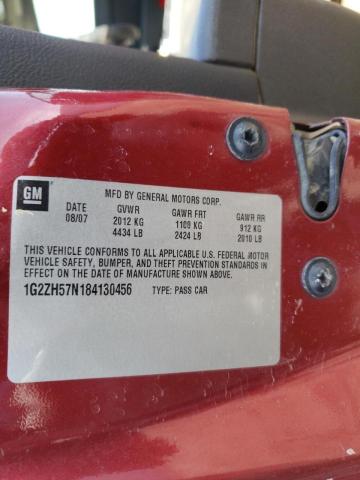 GM
MFD BY GENERAL MOTORS CORP.
DATE GVWR GAWR FRT GAWR RR
08/07 2012 KG 1100 KG 912 KG
4434 LB 2424 LB 2010 LB
THIS VEHICLE CONFORMS TO ALL APPLICABLE U.S. FEDERAL MOTOR
VEHICLE SAFETY, BUMPER, AND THEFT PREVENTION STANDARDS
IN EFFECT ON THE DATE OF MANUFACTURE SHOWN ABOVE.
1G2ZH57N184130456 TYPE: PASS CAR